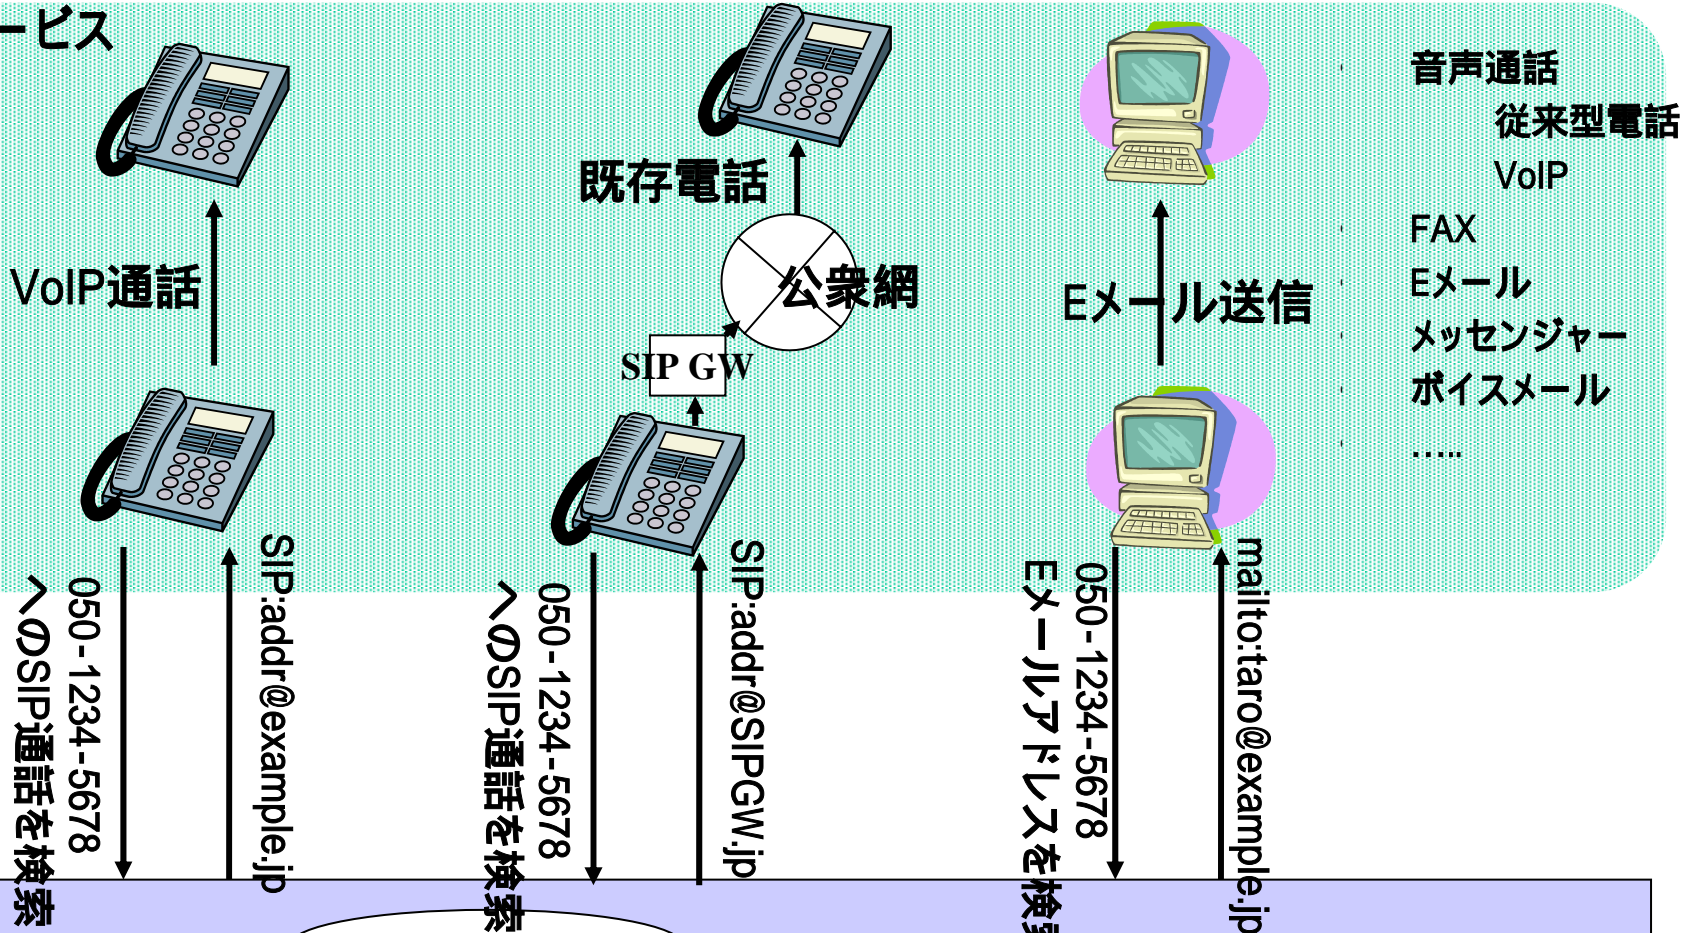 ービス
音声通話
従来型電話
VoIP
FAX
Eメール
メッセンジャー
ボイスメール
.....
既存電話
VoIP通話
公衆網
Eメール送信
SIP GW
050-1234-5678
へのSIP通話を検索
SIP:addr@example.jp
050-1234-5678
へのSIP通話を検索
SIP:addr@SIPGW.jp
050-1234-5678
Eメールアドレスを検索
mailto:taro@example.jp